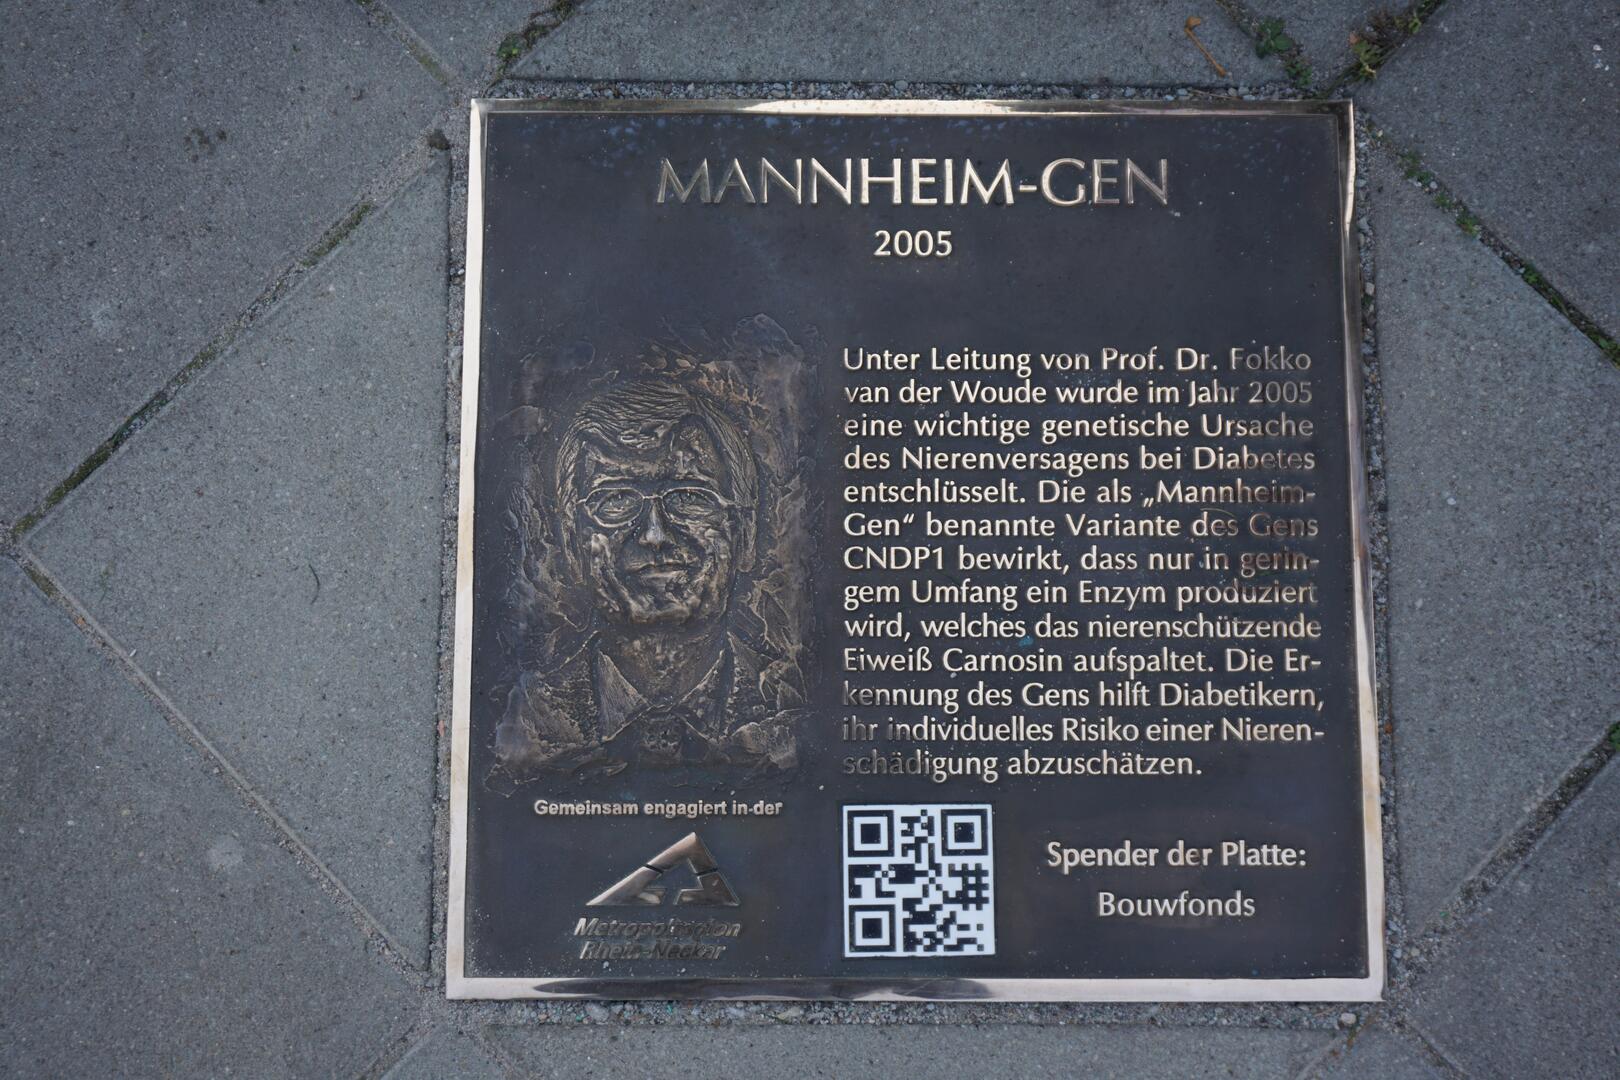 MANNHEIM-GEN
2005
Unter Leitung von Prof. Dr. Fokko
van der Woude wurde im Jahr 2005
eine wichtige genetische Ursache
des Nierenversagens bei Diabetes
entschlüsselt. Die als „Mannheim-
Gen“ benannte Variante des Gens
CNDP1 bewirkt, dass nur in gerin-
gem Umfang ein Enzym produziert
wird, welches das nierenschützende
Eiweiß Carnosin aufspaltet. Die Er-
kennung des Gens hilft Diabetikern,
ihr individuelles Risiko einer Nieren-
schädigung abzuschätzen.
Gemeinsam engagiert in der
Metropolregion
Rhein-Neckar
Spender der Platte:
Bouwfonds